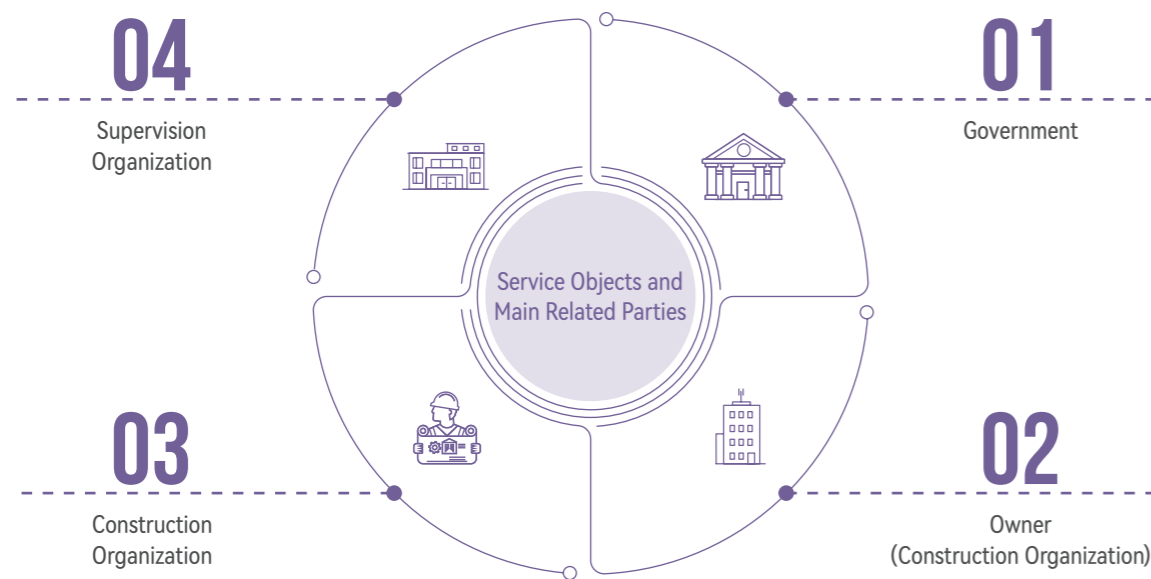 04
Supervision
Organization
01
Government
Service Objects and
Main Related Parties
03
Construction
Organization
02
Owner
(Construction Organization)